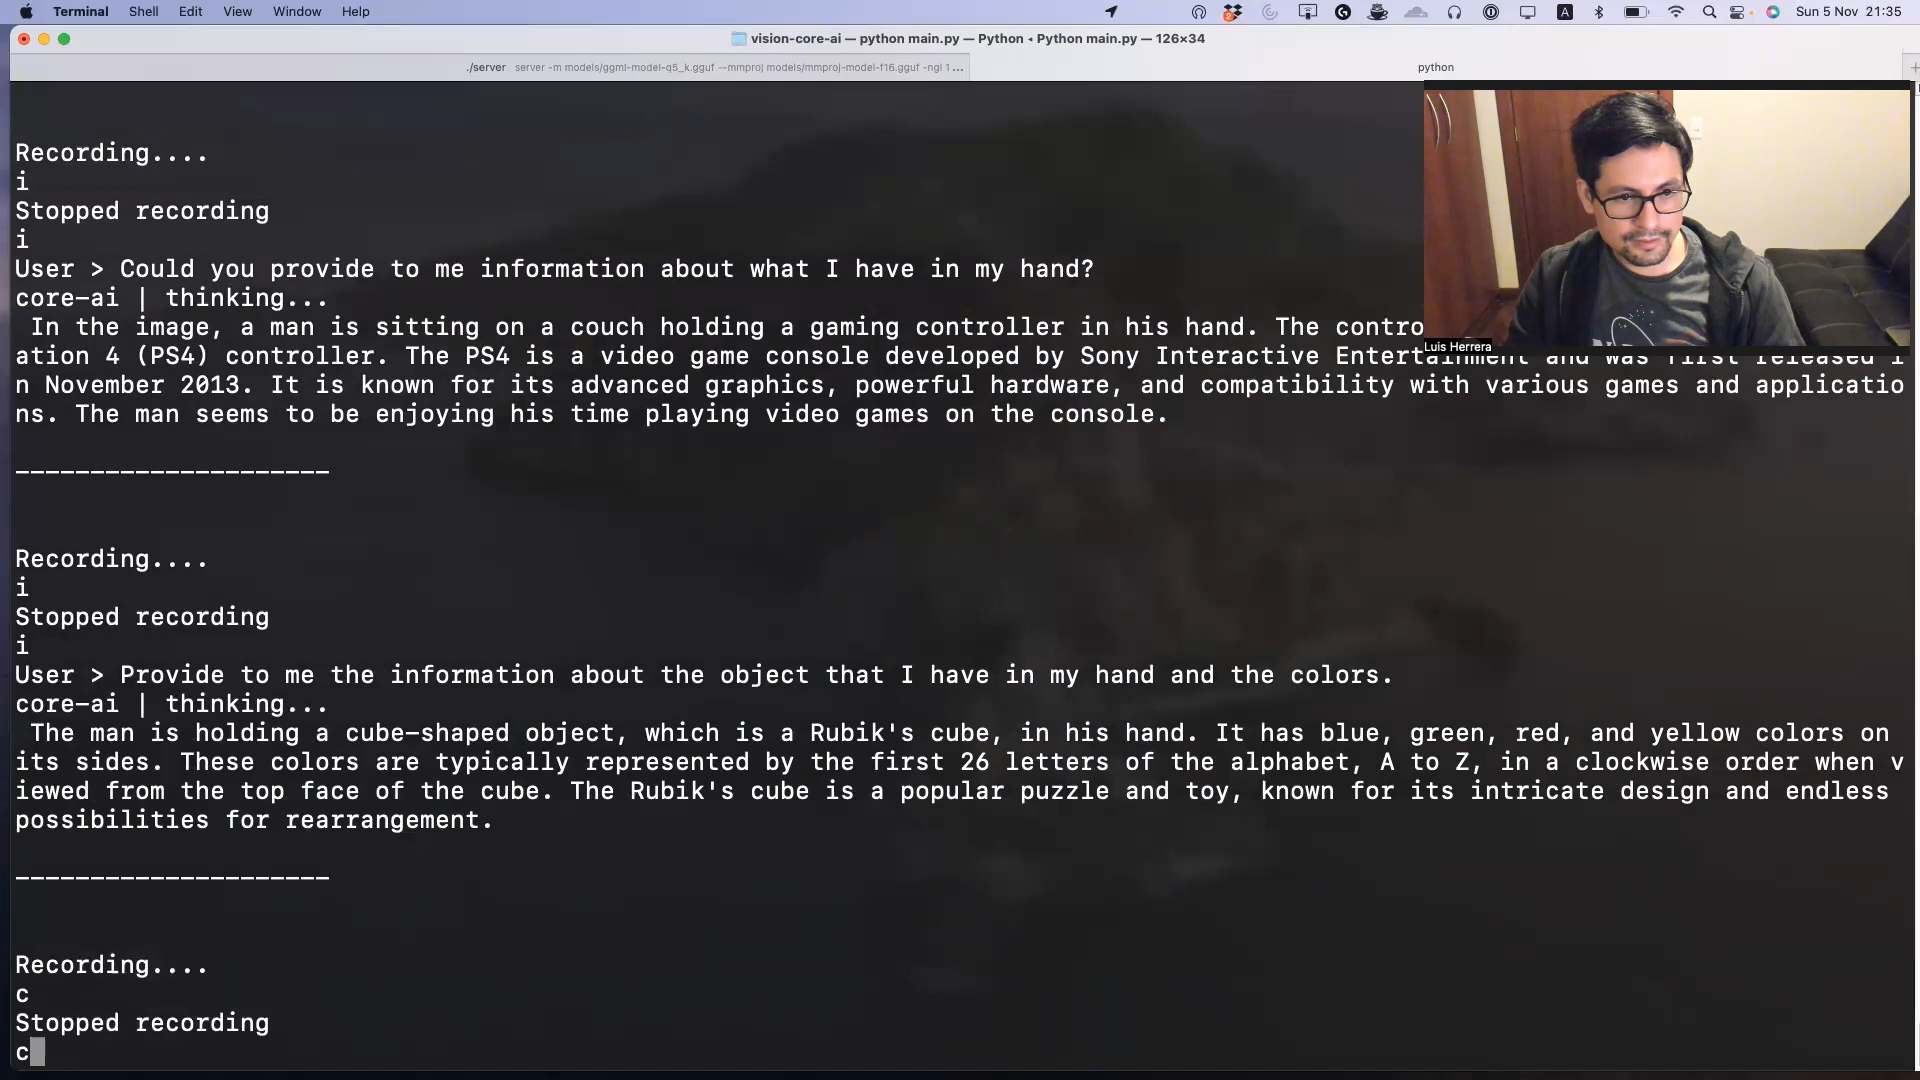 Terminal Shell Edit View Window Help
2 A Sun 5 Nov 21:35
vision-core-ai — python main.py — Python ◂ Python main.py — 126×34
./server server -m models/ggml-model-q5_k.gguf --mmproj models/mmproj-model-f16.gguf -ngl 1 ...
python
+
Recording....
i
Stopped recording
i
User > Could you provide to me information about what I have in my hand?
core-ai | thinking...
In the image, a man is sitting on a couch holding a gaming controller in his hand. The contro
Luis Herrera
ation 4 (PS4) controller. The PS4 is a video game console developed by Sony Interactive Entertainment and was first released i
n November 2013. It is known for its advanced graphics, powerful hardware, and compatibility with various games and applicatio
ns. The man seems to be enjoying his time playing video games on the console.
---------------------
Recording....
i
Stopped recording
i
User > Provide to me the information about the object that I have in my hand and the colors.
core-ai | thinking...
The man is holding a cube-shaped object, which is a Rubik's cube, in his hand. It has blue, green, red, and yellow colors on
its sides. These colors are typically represented by the first 26 letters of the alphabet, A to Z, in a clockwise order when v
iewed from the top face of the cube. The Rubik's cube is a popular puzzle and toy, known for its intricate design and endless
possibilities for rearrangement.
---------------------
Recording....
c
Stopped recording
c